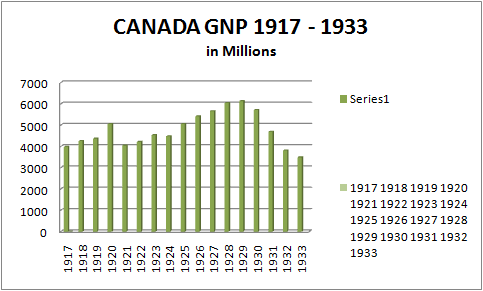 CANADA GNP 1917 - 1933
in Millions
7000
6000
5000
4000
3000
2000
1000
0
1917 1918 1919 1920 1921 1922 1923 1924 1925 1926 1927 1928 1929 1930 1931 1932 1933
Series1
1917 1918 1919 1920
1921 1922 1923 1924
1925 1926 1927 1928
1929 1930 1931 1932
1933